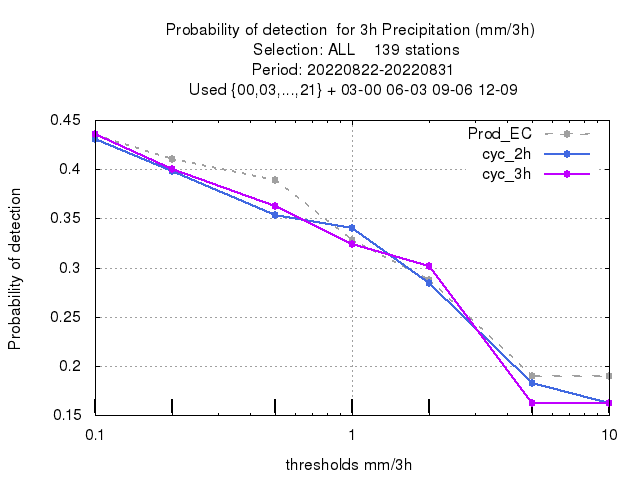 Probability of detection  for 3h Precipitation (mm/3h)
Selection: ALL    139 stations
Period: 20220822-20220831
Used {00,03,...,21} + 03-00 06-03 09-06 12-09
Prod_EC
cyc_2h
cyc_3h
Probability of detection
0.45
0.4
0.35
0.3
0.25
0.2
0.15
0.1
1
10
thresholds mm/3h